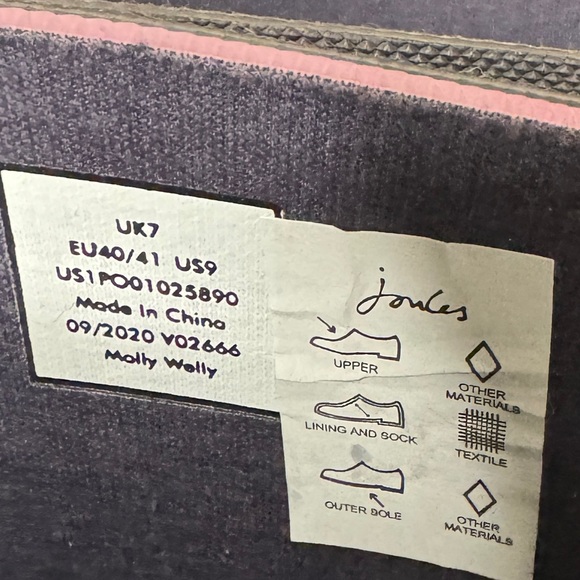 UK7
EU40/41 US9
US1PO01025890
Made In China
09/2020 V02666
Molly Welly
joules
UPPER
OTHER
MATERIALS
LINING AND SOCK
TEXTILE
OUTER SOLE
OTHER
MATERIALS